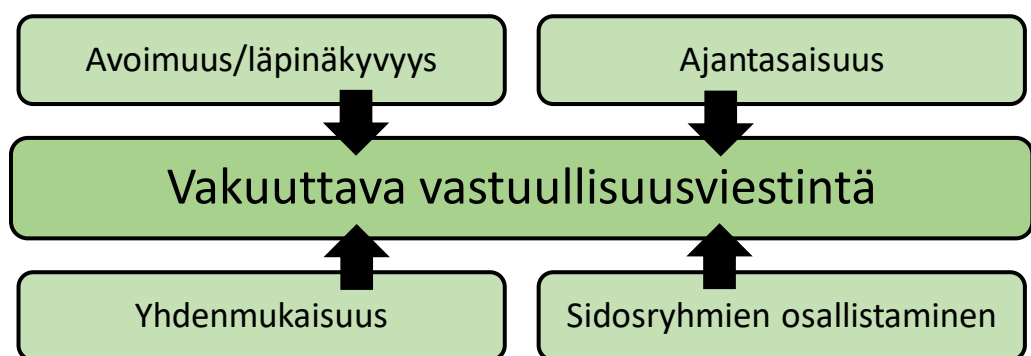 Avoimuus/läpinäkyvyys
Ajantasaisuus
Vakuuttava vastuullisuusviestintä
Yhdenmukaisuus
Sidosryhmien osallistaminen